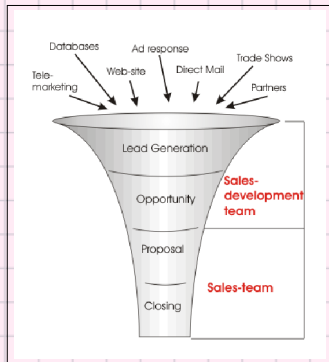 Databases
Ad response
Trade Shows
Tele-
marketing
Web-site
Direct Mail
Partners
Lead Generation
Opportunity
Sales-
development
team
Proposal
Sales-team
Closing